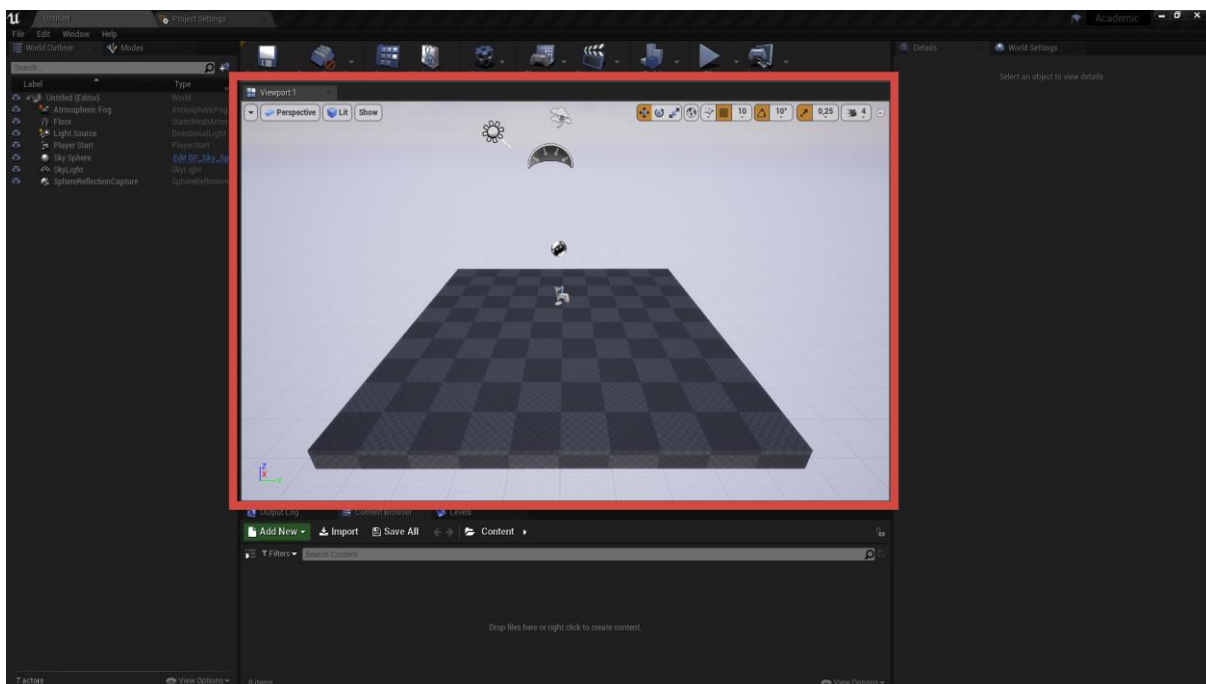 Untitled
Project Settings
Academic
File Edit Window Help
World Outliner
Modes
Details
World Settings
Search...
Select an object to view details
Label
Type
Untitled (Editor) World
Atmospheric Fog AtmosphericFog
Floor StaticMeshActor
Light Source DirectionalLight
Player Start PlayerStart
Sky Sphere Edit BP_Sky_Sp
SkyLight SkyLight
SphereReflectionCapture SphereReflection
Viewport 1
Perspective Lit Show
10 10° 0,25 4
Z
X
Y
Output Log Content Browser Levels
Add New Import Save All Content
Filters Search Content
Drop files here or right click to create content.
7 actors View Options
0 items View Options